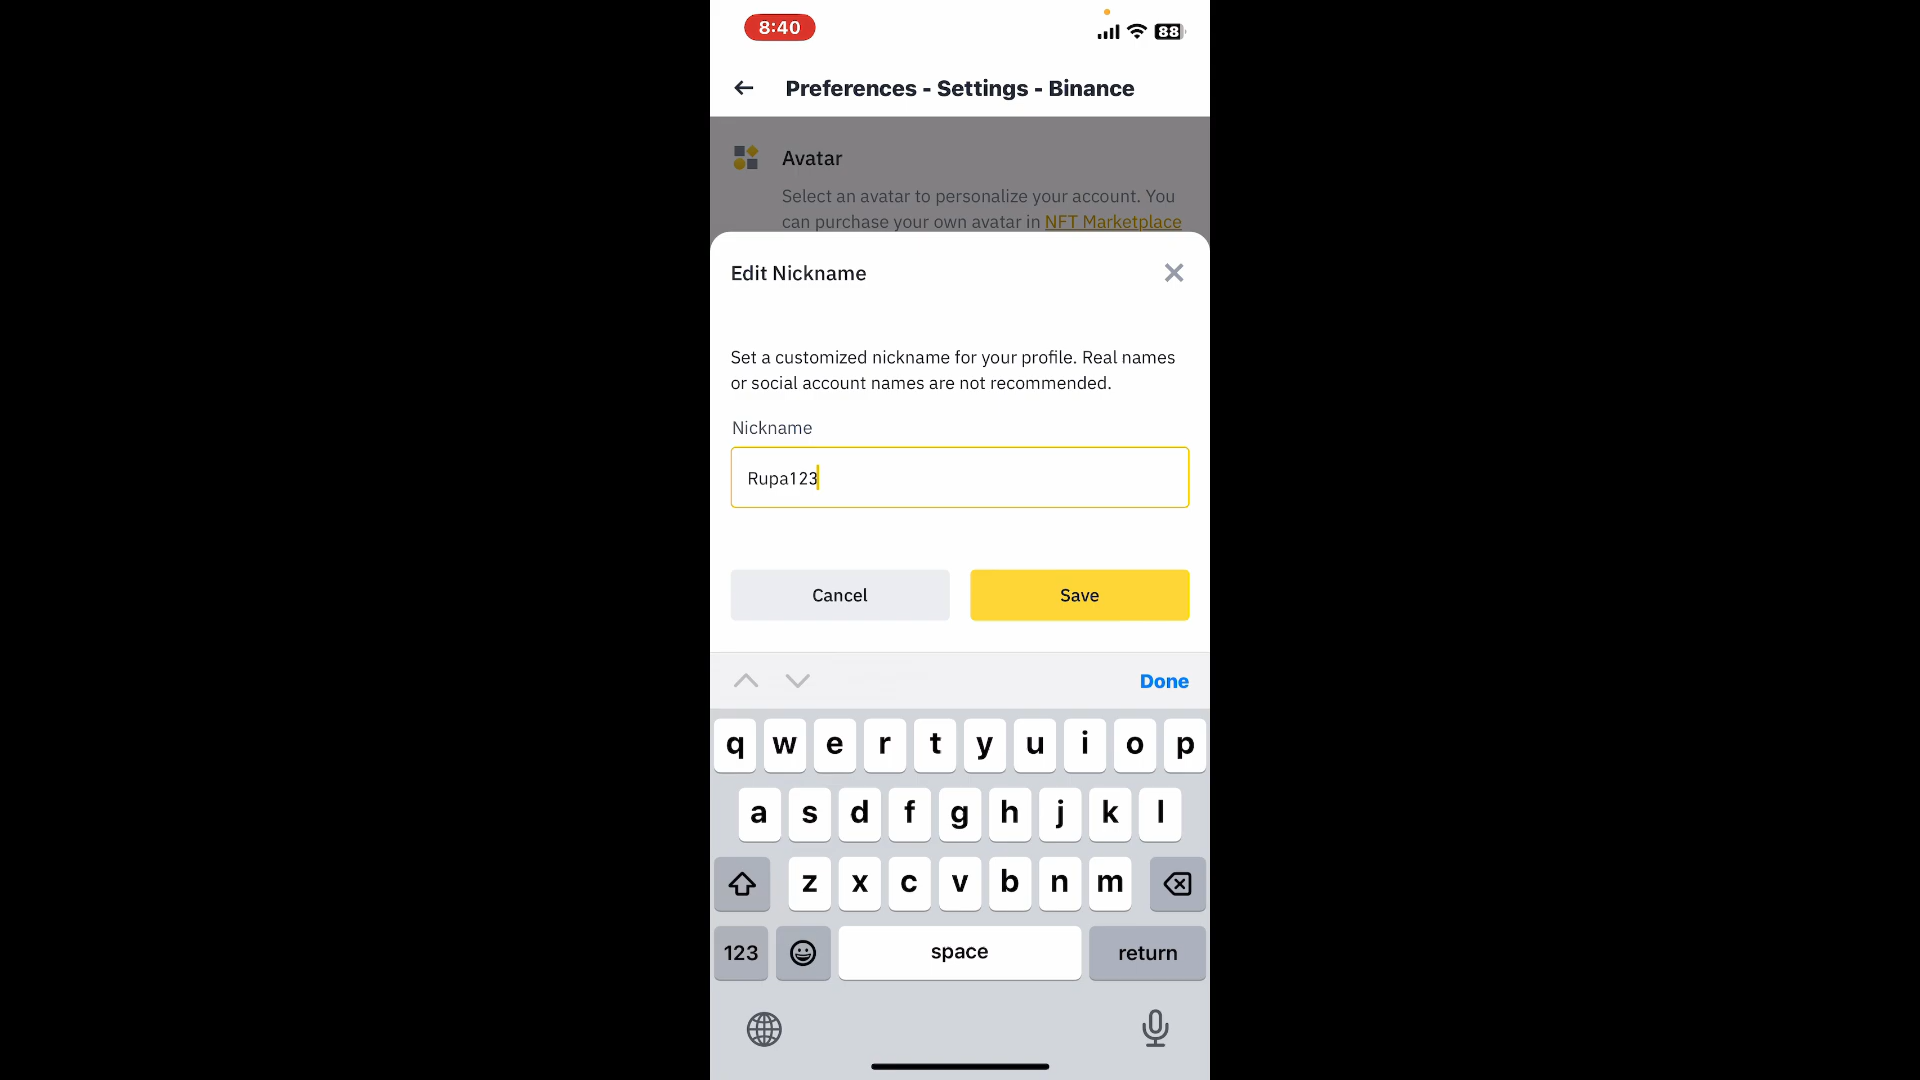 8:40
88
Preferences - Settings - Binance
Avatar
Select an avatar to personalize your account. You
can purchase your own avatar in NFT Marketplace
Edit Nickname
Set a customized nickname for your profile. Real names
or social account names are not recommended.
Nickname
Rupa123
Cancel Save
Done
q w e r t y u i o p
a s d f g h j k l
z x c v b n m
123 space return